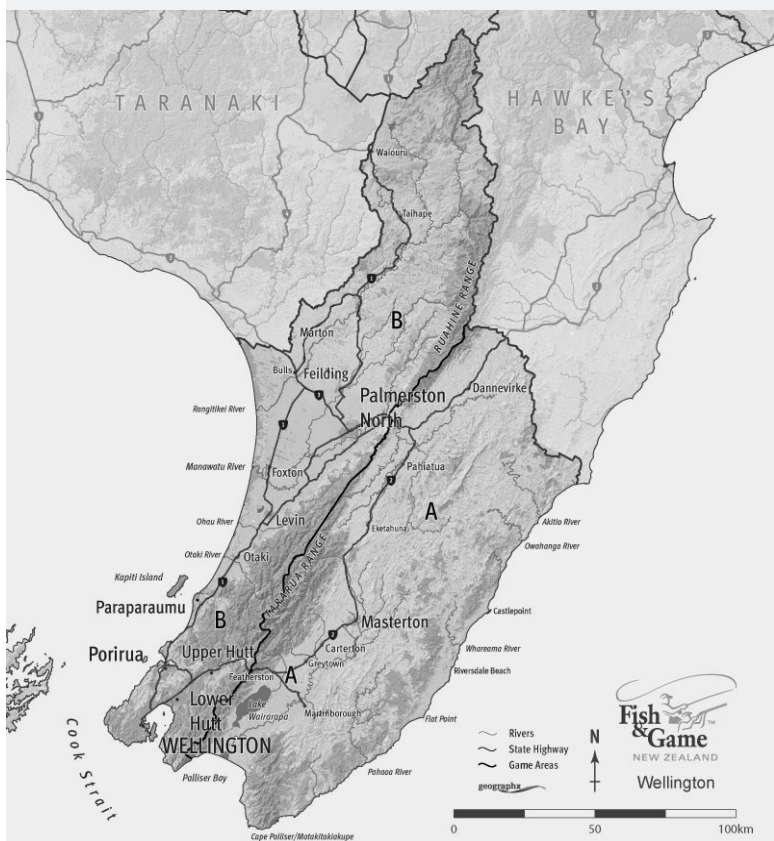 TARANAKI
HAWKE'S
BAY
Waiouru
Taihape
RUAHINE RANGE
B
Marton
Bulls
Feilding
Dannevirke
Palmerston
North
Rangitikei River
Manawatu River
Foxton
Pahiatua
A
Levin
Ohau River
Eketahuna
Akitio River
Owahanga River
Otaki River
Otaki
TARARUA RANGE
Kapiti Island
Paraparaumu
B
Masterton
Castlepoint
Whareama River
Porirua
Upper Hutt
Carterton
Greytown
A
Featherston
Riversdale Beach
Lower
Hutt
Lake
Wairarapa
Martinborough
Flat Point
WELLINGTON
Cook Strait
Palliser Bay
Pahaoa River
Cape Palliser/Matakitakiakupe
Rivers
State Highway
Game Areas
geographx
N
Fish
&Game
TM
NEW ZEALAND
Wellington
0 50 100km